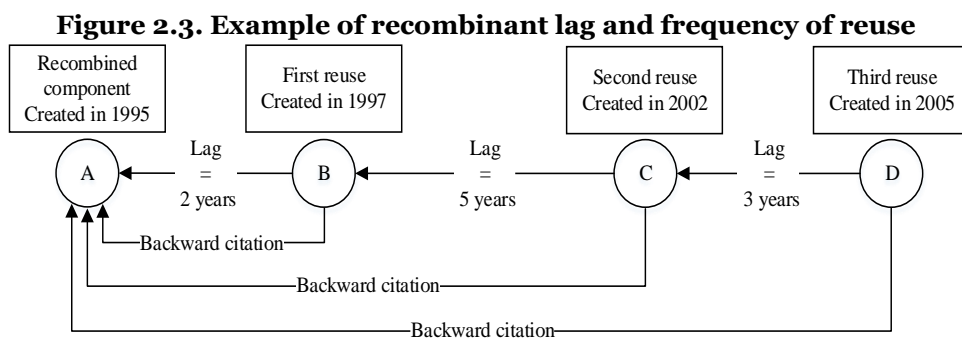 Figure 2.3. Example of recombinant lag and frequency of reuse
Recombined
component
Created in 1995
First reuse
Created in 1997
Second reuse
Created in 2002
Third reuse
Created in 2005
A
Lag
=
2 years
B
Lag
=
5 years
C
Lag
=
3 years
D
Backward citation
Backward citation
Backward citation